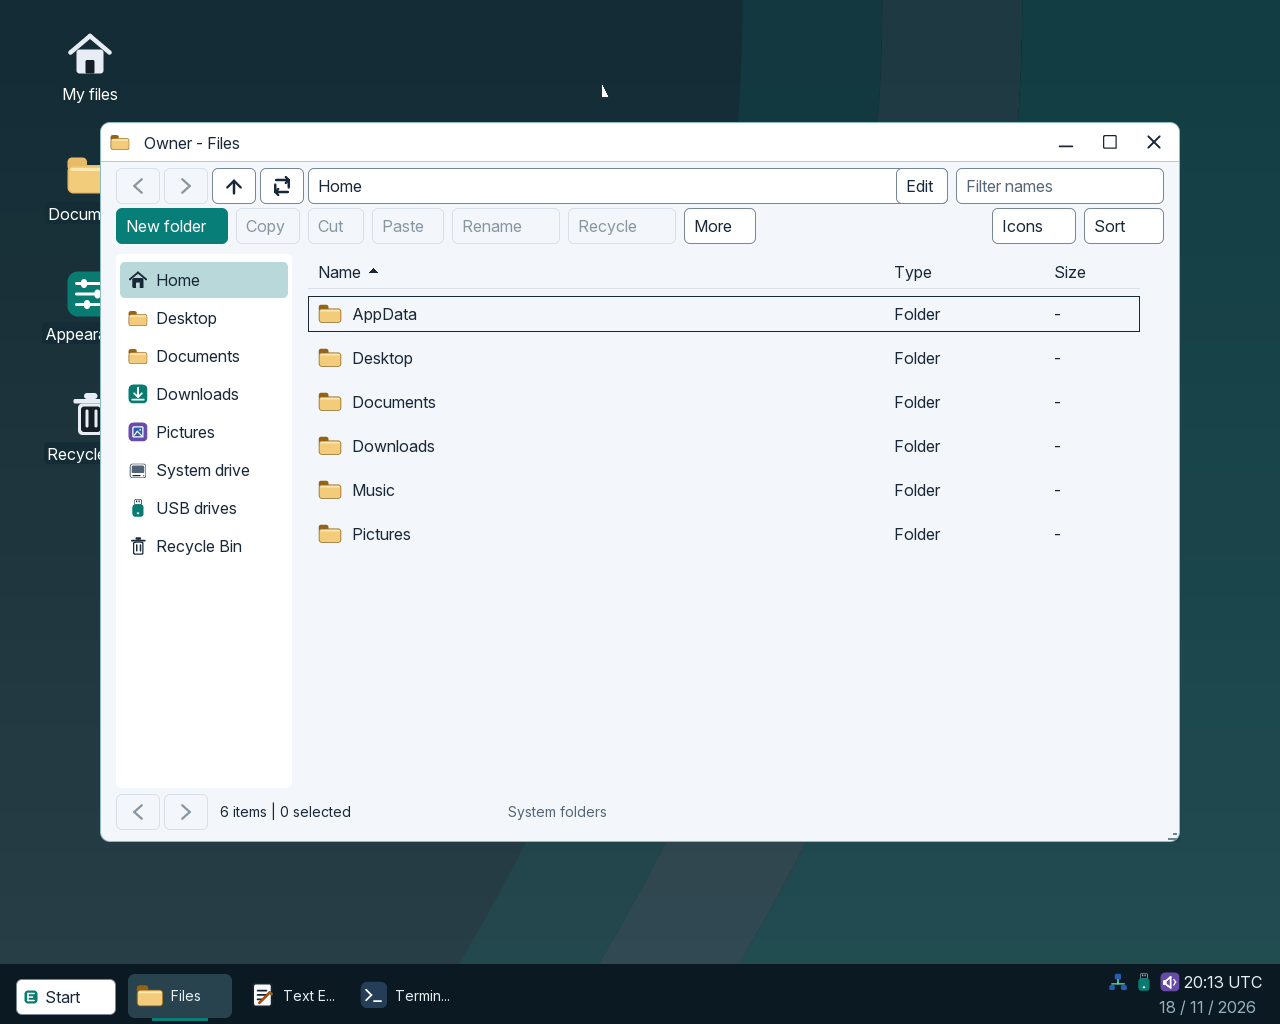 My files
Docum
Appeara
Recycle
Owner - Files
Home
Edit
Filter names
New folder
Copy
Cut
Paste
Rename
Recycle
More
Icons
Sort
Home
Desktop
Documents
Downloads
Pictures
System drive
USB drives
Recycle Bin
Name Type Size
AppData Folder -
Desktop Folder -
Documents Folder -
Downloads Folder -
Music Folder -
Pictures Folder -
6 items | 0 selected
System folders
Start
Files
Text E...
Termin...
20:13 UTC
18 / 11 / 2026